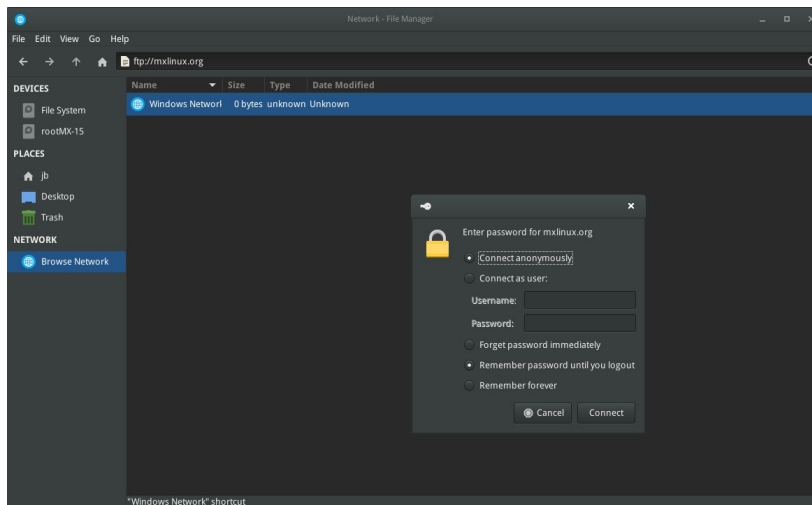 Network - File Manager
File Edit View Go Help
ftp://mxlinux.org
DEVICES
File System
rootMX-15
PLACES
jb
Desktop
Trash
NETWORK
Browse Network
Name Size Type Date Modified
Windows Networl 0 bytes unknown Unknown
Enter password for mxlinux.org
Connect anonymously
Connect as user:
Username:
Password:
Forget password immediately
Remember password until you logout
Remember forever
Cancel Connect
"Windows Network" shortcut